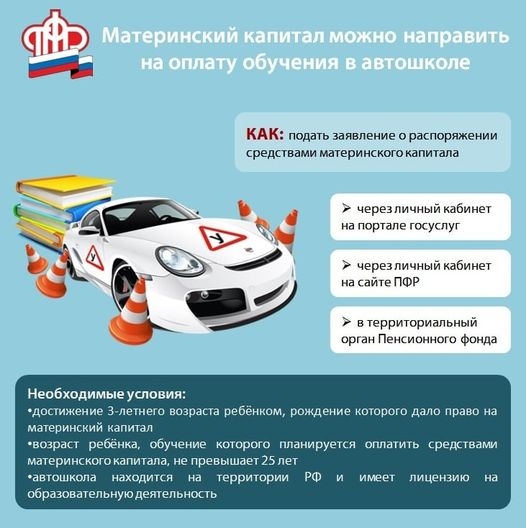 Материнский капитал можно направить
на оплату обучения в автошколе
КАК: подать заявление о распоряжении
средствами материнского капитала
➢ через личный кабинет
на портале госуслуг
➢ через личный кабинет
на сайте ПФР
➢ в территориальный
орган Пенсионного фонда
У
У
Необходимые условия:
•достижение 3-летнего возраста ребёнком, рождение которого дало право на
материнский капитал
•возраст ребёнка, обучение которого планируется оплатить средствами
материнского капитала, не превышает 25 лет
•автошкола находится на территории РФ и имеет лицензию на
образовательную деятельность